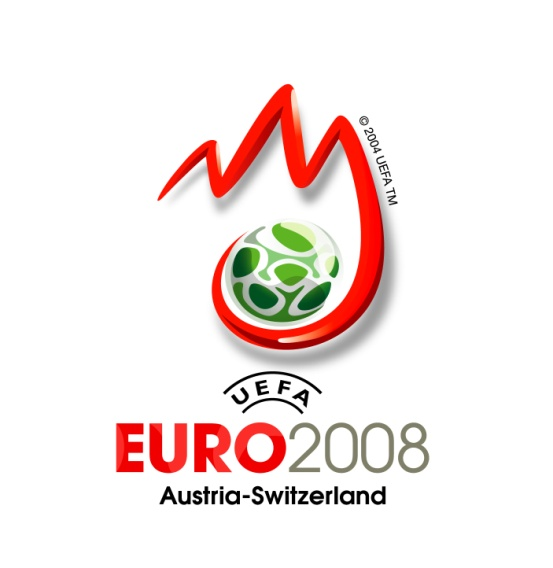 © 2004 UEFA TM
UEFA
EURO2008
Austria-Switzerland